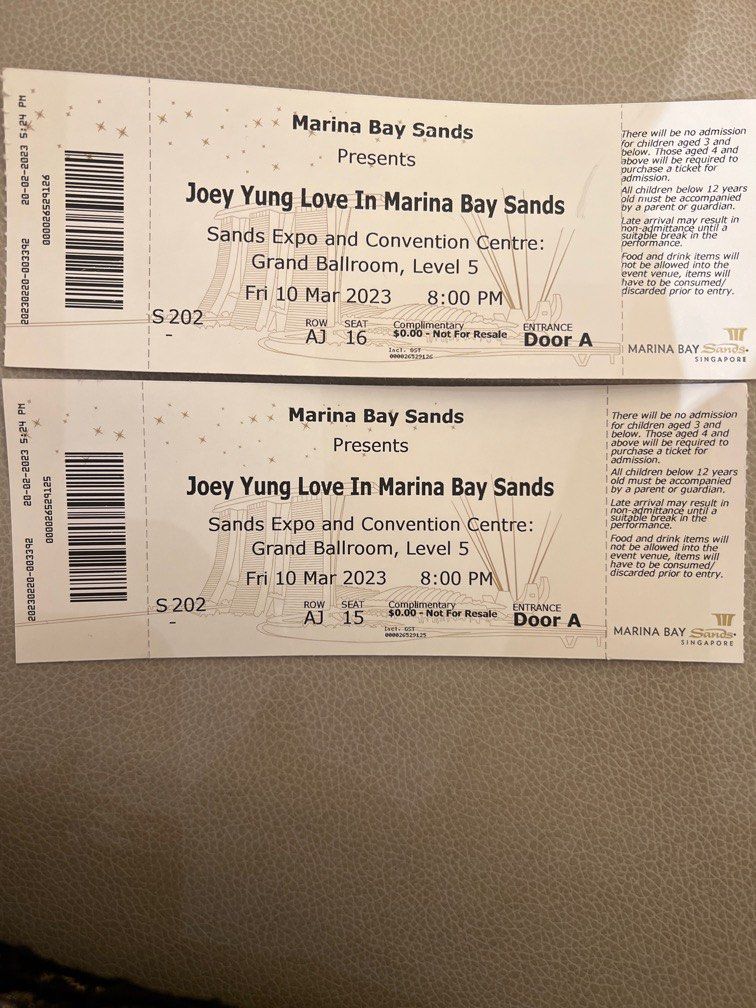 20-02-2023 5:24 PM
20230220-003392
000026529126
Marina Bay Sands
Presents
Joey Yung Love In Marina Bay Sands
Sands Expo and Convention Centre:
Grand Ballroom, Level 5
Fri 10 Mar 2023 8:00 PM
S 202
-
ROW
AJ
SEAT
16
Complimentary
$0.00 - Not For Resale
Incl. GST
000026529126
ENTRANCE
Door A
There will be no admission
for children aged 3 and
below. Those aged 4 and
above will be required to
purchase a ticket for
admission.
All children below 12 years
old must be accompanied
by a parent or guardian.
Late arrival may result in
non-admittance until a
suitable break in the
performance.
Food and drink items will
not be allowed into the
event venue, items will
have to be consumed/
discarded prior to entry.
MARINA BAY Sands.
SINGAPORE
20-02-2023 5:24 PM
20230220-003392
000026529125
Marina Bay Sands
Presents
Joey Yung Love In Marina Bay Sands
Sands Expo and Convention Centre:
Grand Ballroom, Level 5
Fri 10 Mar 2023 8:00 PM
S 202
-
ROW
AJ
SEAT
15
Complimentary
$0.00 - Not For Resale
Incl. GST
000026529125
ENTRANCE
Door A
There will be no admission
for children aged 3 and
below. Those aged 4 and
above will be required to
purchase a ticket for
admission.
All children below 12 years
old must be accompanied
by a parent or guardian.
Late arrival may result in
non-admittance until a
suitable break in the
performance.
Food and drink items will
not be allowed into the
event venue, items will
have to be consumed/
discarded prior to entry.
MARINA BAY Sands.
SINGAPORE